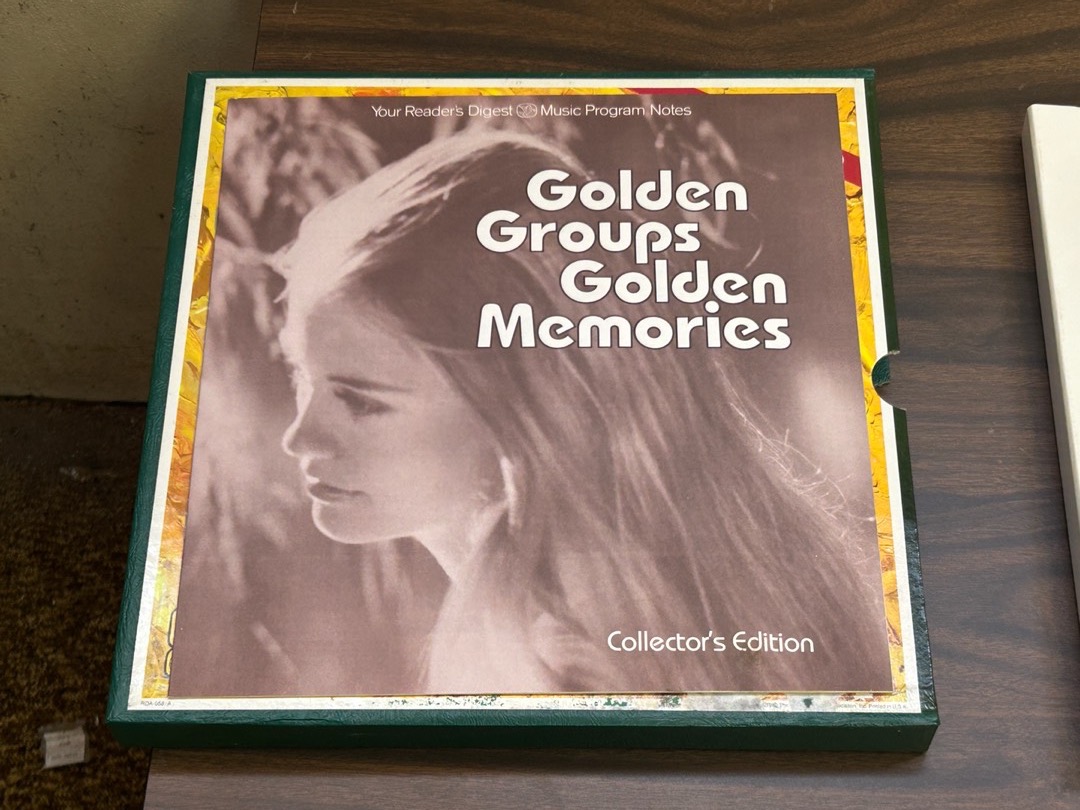 Your Reader's Digest Music Program Notes
Golden
Groups
Golden
Memories
Collector's Edition